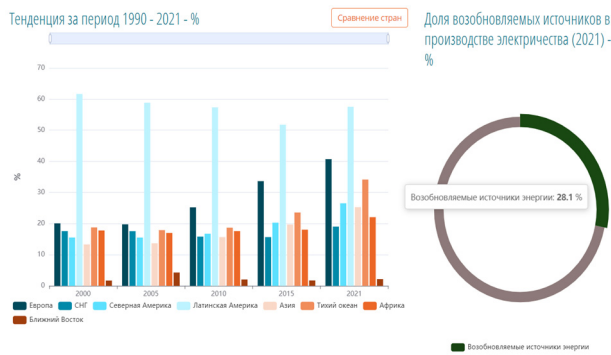 Тенденция за период 1990 - 2021 - %
Сравнение стран
70
60
50
40
30
20
10
0
%
2000
2005
2010
2015
2021
Европа
СНГ
Северная Америка
Латинская Америка
Азия
Тихий океан
Африка
Ближний Восток
Доля возобновляемых источников в
производстве электричества (2021) -
%
Возобновляемые источники энергии: 28.1 %
Возобновляемые источники энергии